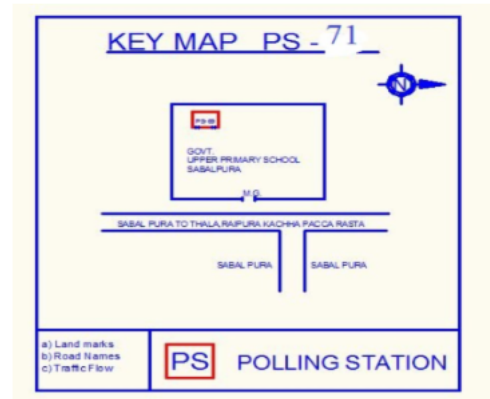 KEY MAP PS - 71
N
GOVT.
UPPER PRIMARY SCHOOL
SABALPURA
M.G.
SABAL PURA TO THALA,RAIPURA KACHHA PACCA RASTA
SABAL PURA
SABAL PURA
a) Land marks
b) Road Names
c) Traffic Flow
PS
POLLING STATION